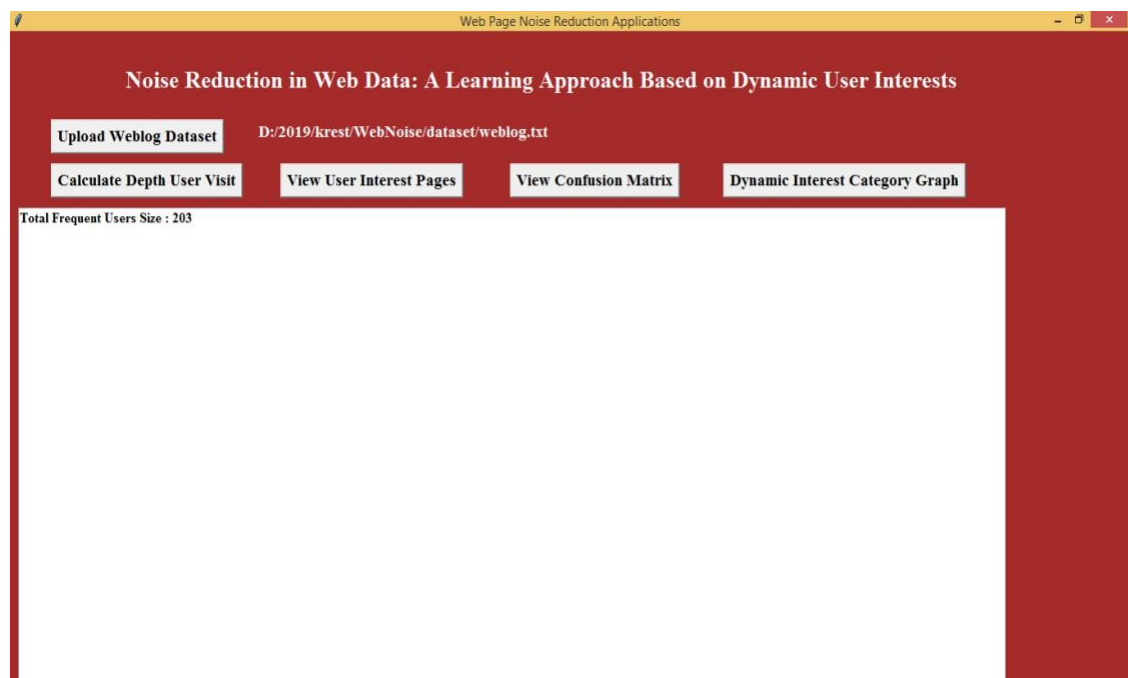 Web Page Noise Reduction Applications
Noise Reduction in Web Data: A Learning Approach Based on Dynamic User Interests
Upload Weblog Dataset D:/2019/krest/WebNoise/dataset/weblog.txt
Calculate Depth User Visit View User Interest Pages View Confusion Matrix Dynamic Interest Category Graph
Total Frequent Users Size : 203